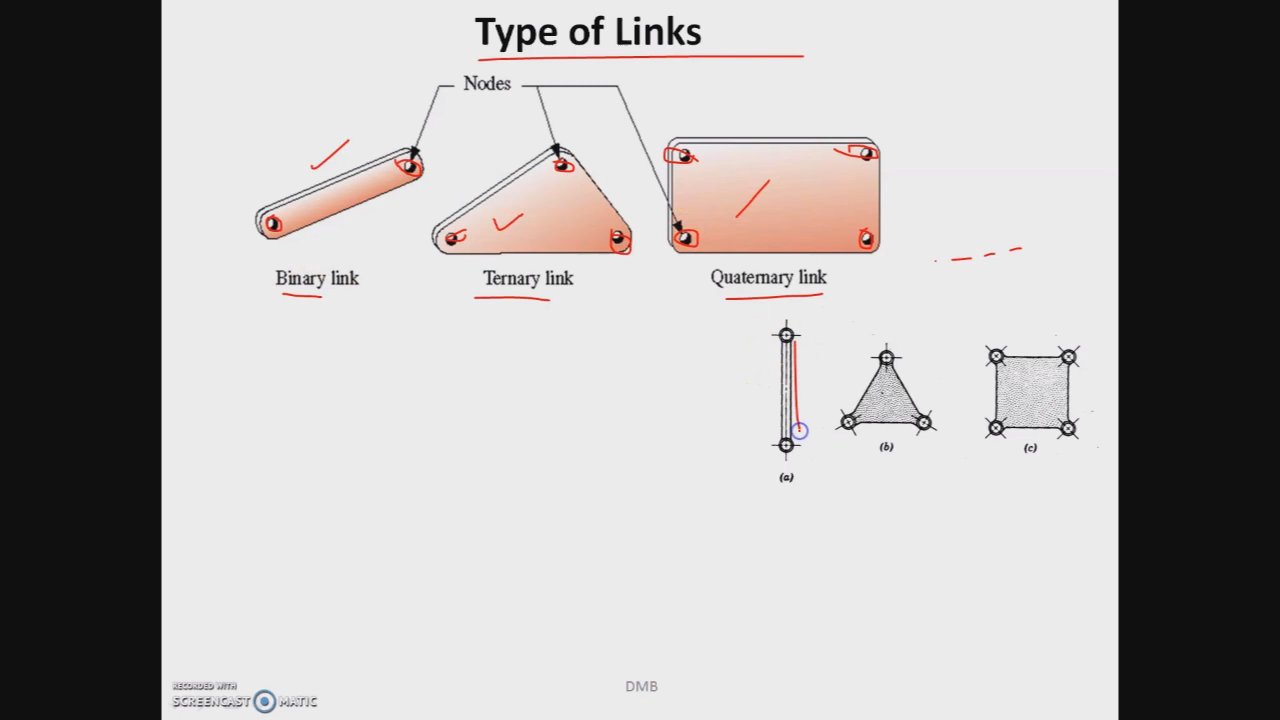 Type of Links
Nodes
Binary link
Ternary link
Quaternary link
(a)
(b)
(c)
RECORDED WITH
SCREENCAST MATIC
DMB